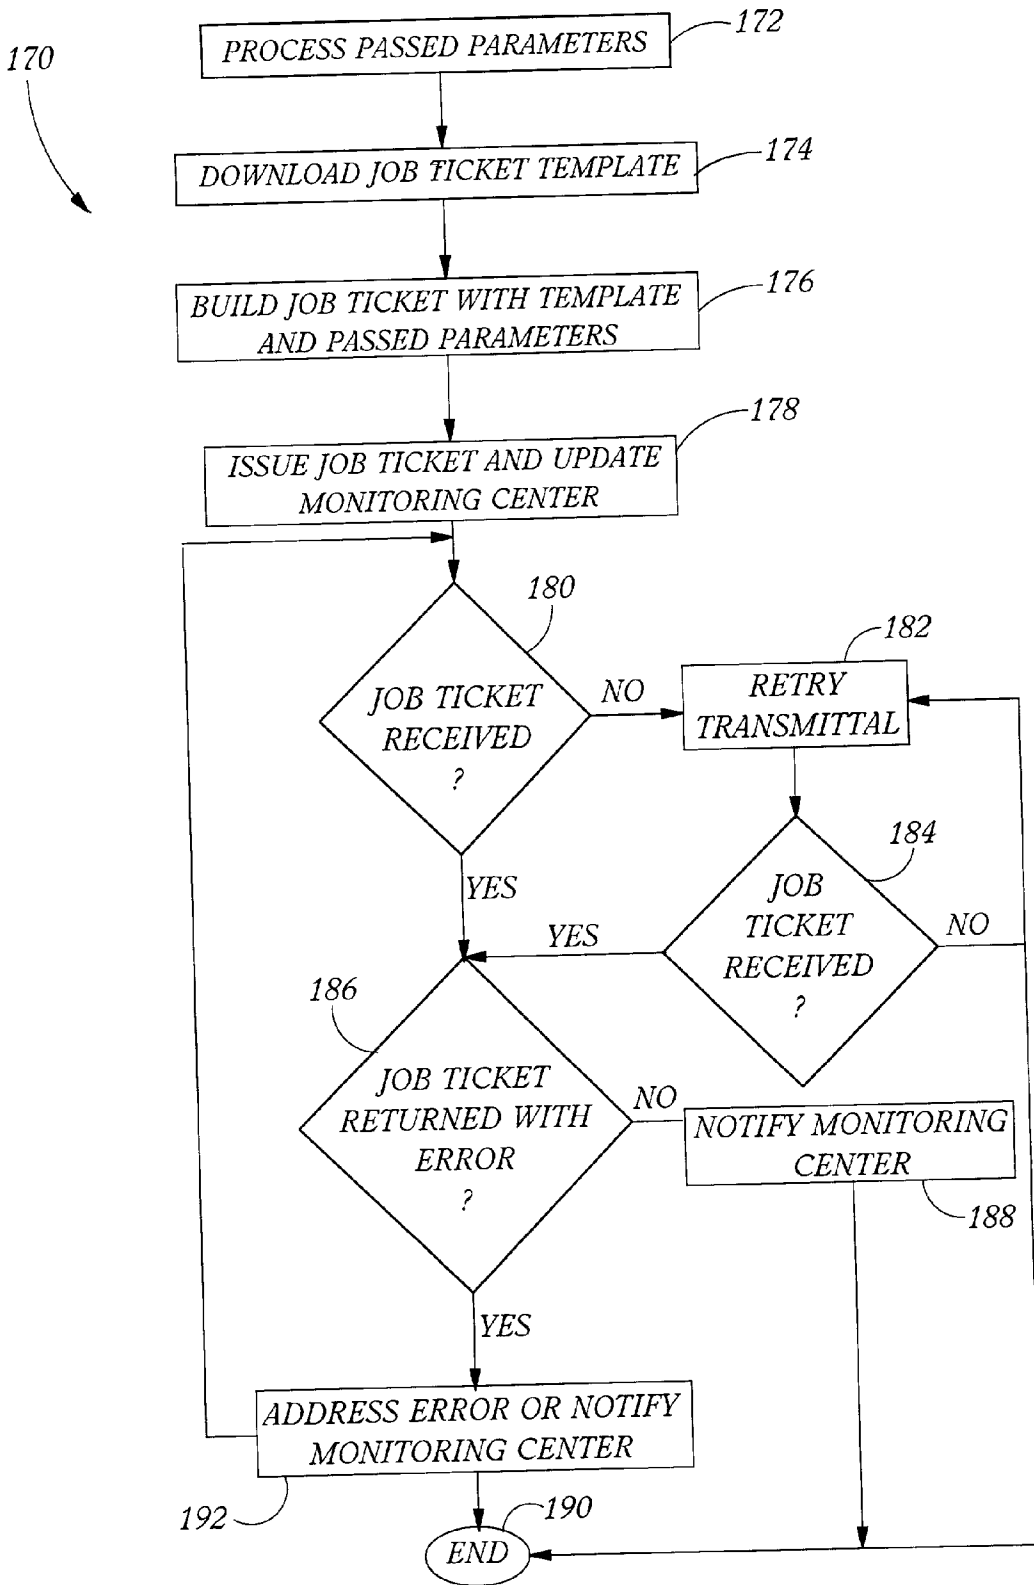 170
PROCESS PASSED PARAMETERS
172
DOWNLOAD JOB TICKET TEMPLATE
174
BUILD JOB TICKET WITH TEMPLATE
AND PASSED PARAMETERS
176
ISSUE JOB TICKET AND UPDATE
MONITORING CENTER
178
JOB TICKET
RECEIVED
?
180
NO
YES
RETRY
TRANSMITTAL
182
JOB
TICKET
RECEIVED
?
184
YES
NO
186
JOB TICKET
RETURNED WITH
ERROR
?
NO
YES
NOTIFY MONITORING
CENTER
188
ADDRESS ERROR OR NOTIFY
MONITORING CENTER
192
190
END